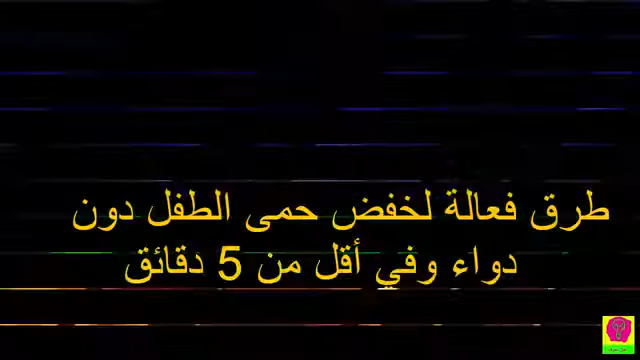 طرق فعالة لخفض حمى الطفل دون
دواء وفي أقل من 5 دقائق